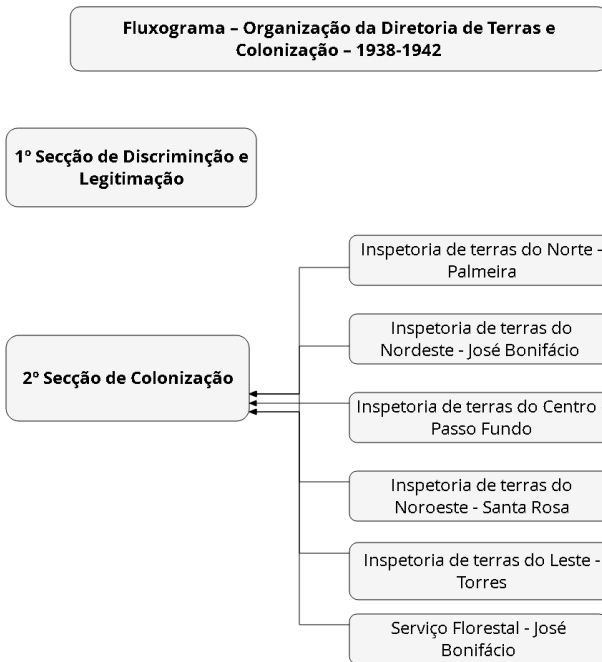 Fluxograma – Organização da Diretoria de Terras e
Colonização – 1938-1942
1º Secção de Discriminção e
Legitimação
Inspetoria de terras do Norte -
Palmeira
Inspetoria de terras do
Nordeste - José Bonifácio
2º Secção de Colonização
Inspetoria de terras do Centro
Passo Fundo
Inspetoria de terras do
Noroeste - Santa Rosa
Inspetoria de terras do Leste -
Torres
Serviço Florestal - José
Bonifácio